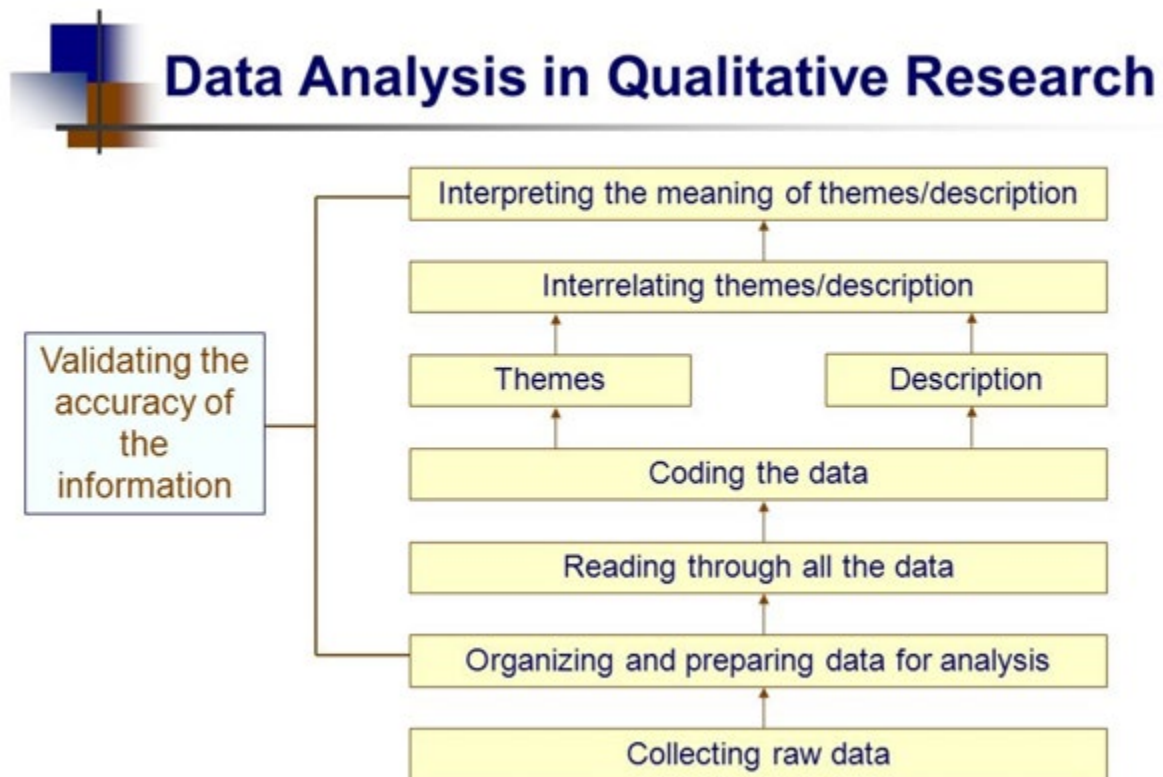 Data Analysis in Qualitative Research
Interpreting the meaning of themes/description
Interrelating themes/description
Validating the
accuracy of
the
information
Themes
Description
Coding the data
Reading through all the data
Organizing and preparing data for analysis
Collecting raw data